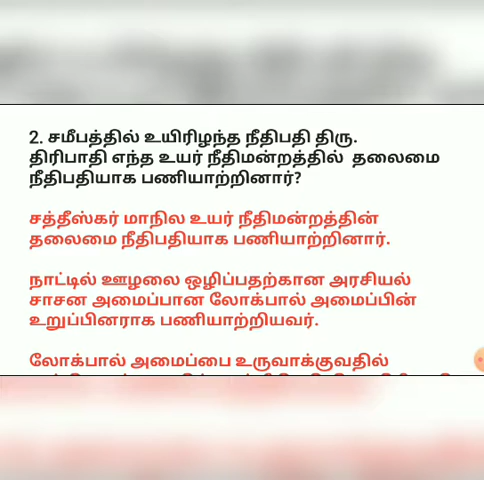 2. சமீபத்தில் உயிரிழந்த நீதிபதி திரு.
திரிபாதி எந்த உயர் நீதிமன்றத்தில் தலைமை
நீதிபதியாக பணியாற்றினார்?
சத்தீஸ்கர் மாநில உயர் நீதிமன்றத்தின்
தலைமை நீதிபதியாக பணியாற்றினார்.
நாட்டில் ஊழலை ஒழிப்பதற்கான அரசியல்
சாசன அமைப்பான லோக்பால் அமைப்பின்
உறுப்பினராக பணியாற்றியவர்.
லோக்பால் அமைப்பை உருவாக்குவதில்